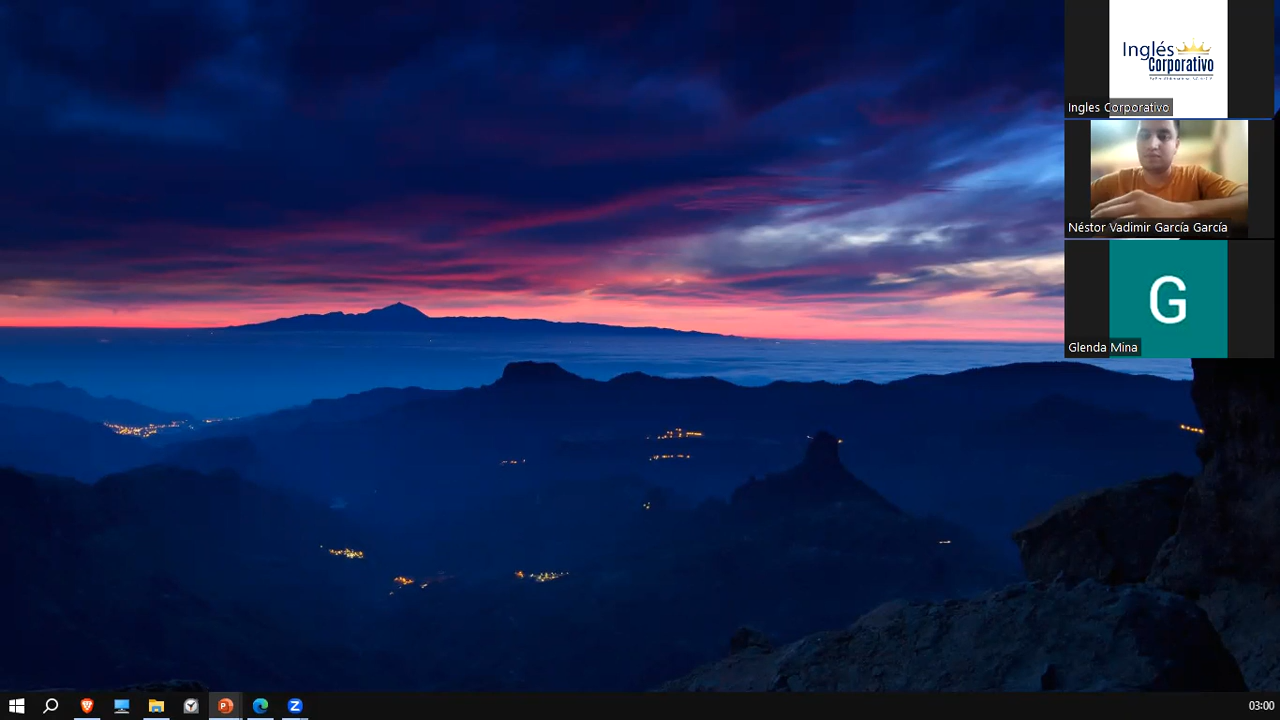 Inglés
Corporativo
Ingles Corporativo
Néstor Vadimir García García
G
Glenda Mina
03:00